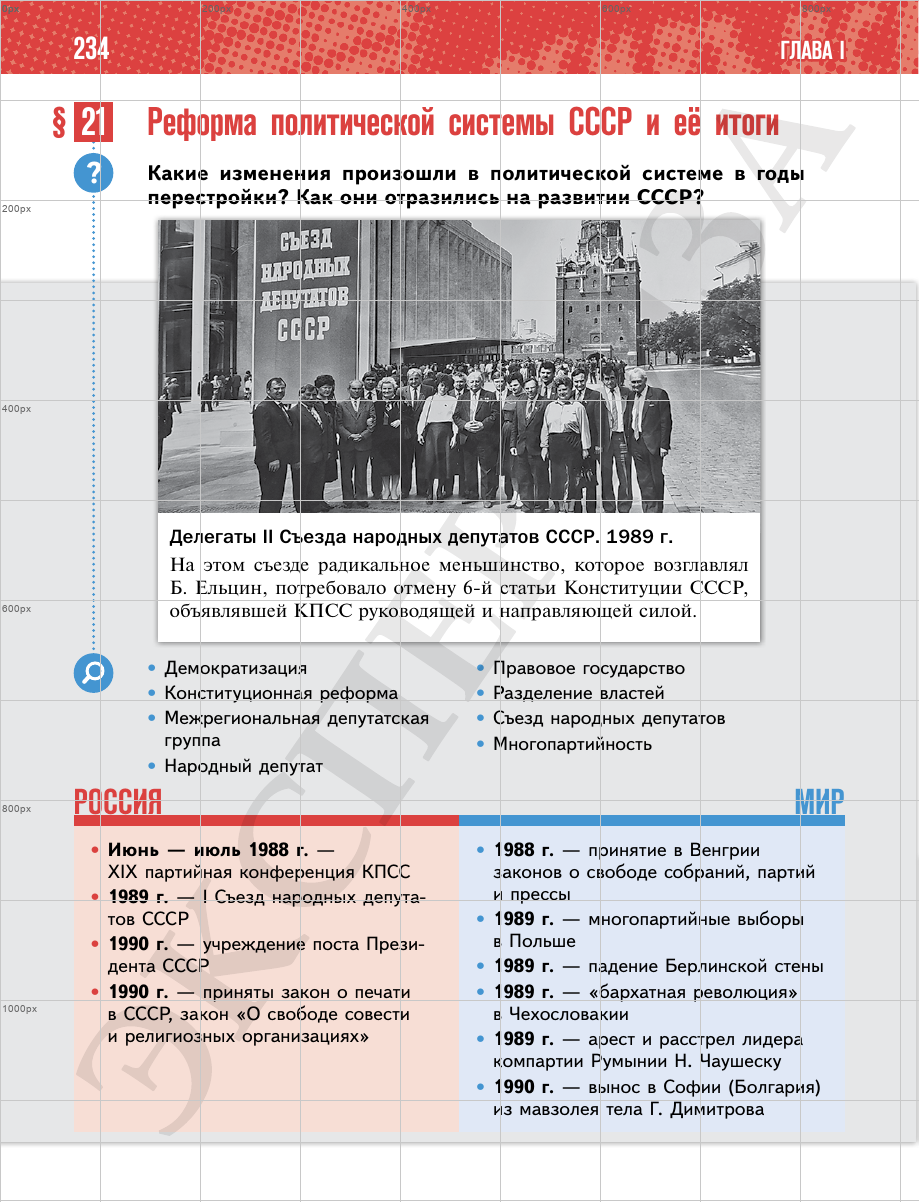 234
ГЛАВА I
§ 21 Реформа политической системы СССР и её итоги
?
Какие изменения произошли в политической системе в годы
перестройки? Как они отразились на развитии СССР?
СЪЕЗД
НАРОДНЫХ
ДЕПУТАТОВ
СССР
Делегаты II Съезда народных депутатов СССР. 1989 г.
На этом съезде радикальное меньшинство, которое возглавлял
Б. Ельцин, потребовало отмену 6-й статьи Конституции СССР,
объявлявшей КПСС руководящей и направляющей силой.
• Демократизация
• Конституционная реформа
• Межрегиональная депутатская
группа
• Народный депутат
• Правовое государство
• Разделение властей
• Съезд народных депутатов
• Многопартийность
РОССИЯ
• Июнь — июль 1988 г. —
XIX партийная конференция КПСС
• 1989 г. — I Съезд народных депута-
тов СССР
• 1990 г. — учреждение поста Прези-
дента СССР
• 1990 г. — приняты закон о печати
в СССР, закон «О свободе совести
и религиозных организациях»
МИР
• 1988 г. — принятие в Венгрии
законов о свободе собраний, партий
и прессы
• 1989 г. — многопартийные выборы
в Польше
• 1989 г. — падение Берлинской стены
• 1989 г. — «бархатная революция»
в Чехословакии
• 1989 г. — арест и расстрел лидера
компартии Румынии Н. Чаушеску
• 1990 г. — вынос в Софии (Болгария)
из мавзолея тела Г. Димитрова
200px
400px
600px
800px
1000px